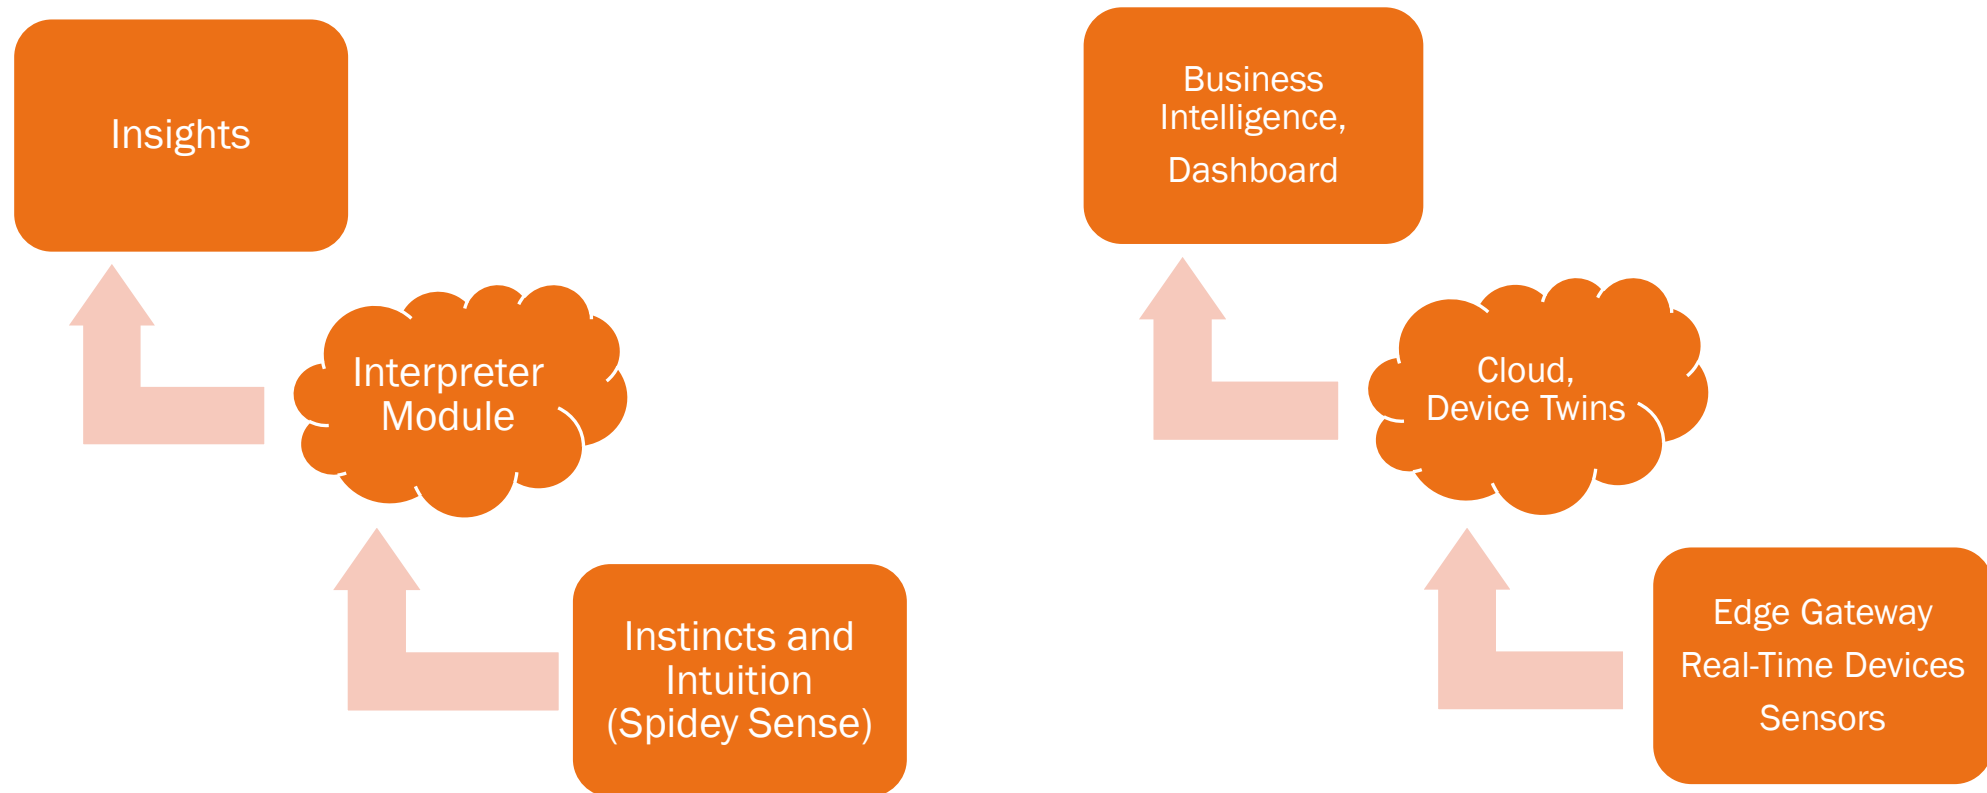 Insights
Interpreter
Module
Instincts and
Intuition
(Spidey Sense)
Business
Intelligence,
Dashboard
Cloud,
Device Twins
Edge Gateway
Real-Time Devices
Sensors